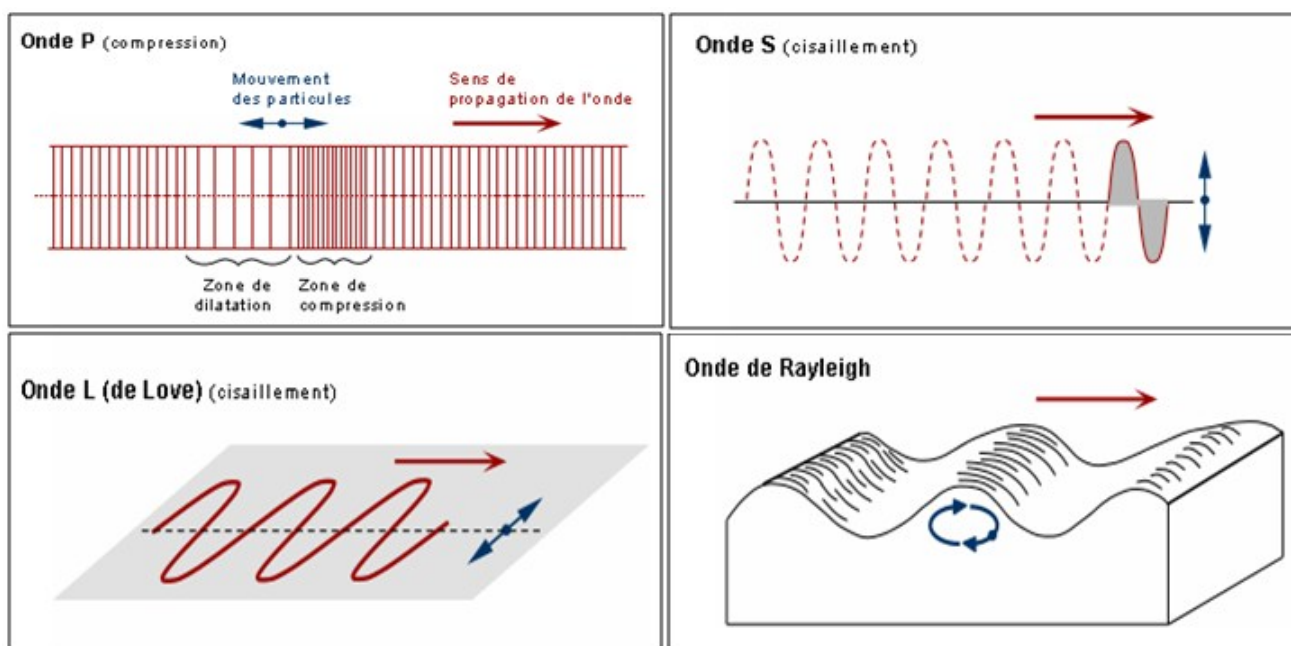 Onde P (compression)
Mouvement
des particules
Sens de
propagation de l'onde
Zone de
dilatation
Zone de
compression
Onde S (cisaillement)
Onde L (de Love) (cisaillement)
Onde de Rayleigh